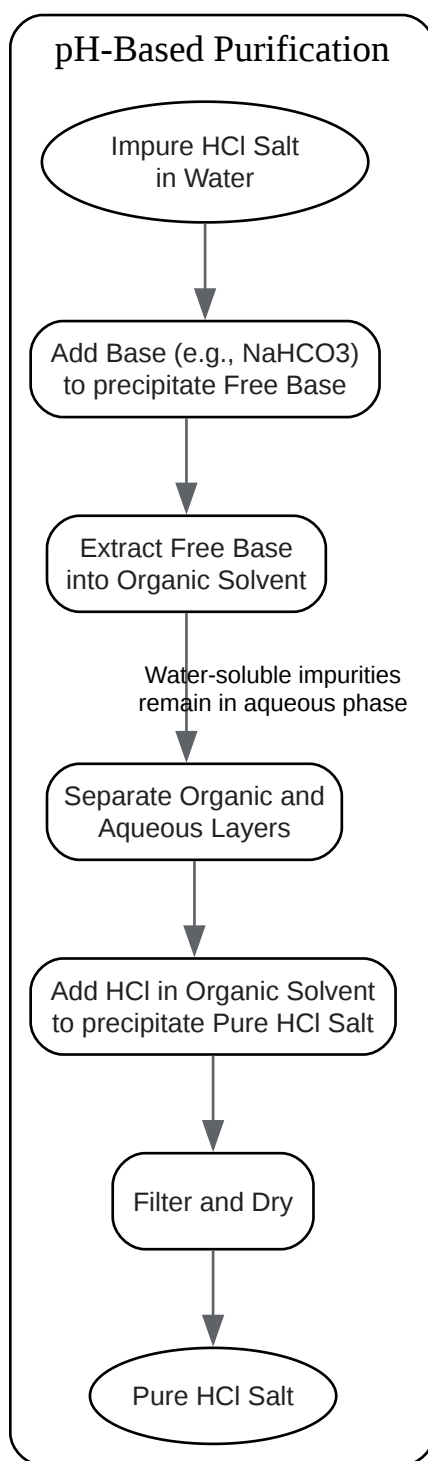 pH-Based Purification
Impure HCl Salt
in Water
Add Base (e.g., NaHCO3)
to precipitate Free Base
Extract Free Base
into Organic Solvent
Water-soluble impurities
remain in aqueous phase
Separate Organic and
Aqueous Layers
Add HCl in Organic Solvent
to precipitate Pure HCl Salt
Filter and Dry
Pure HCl Salt